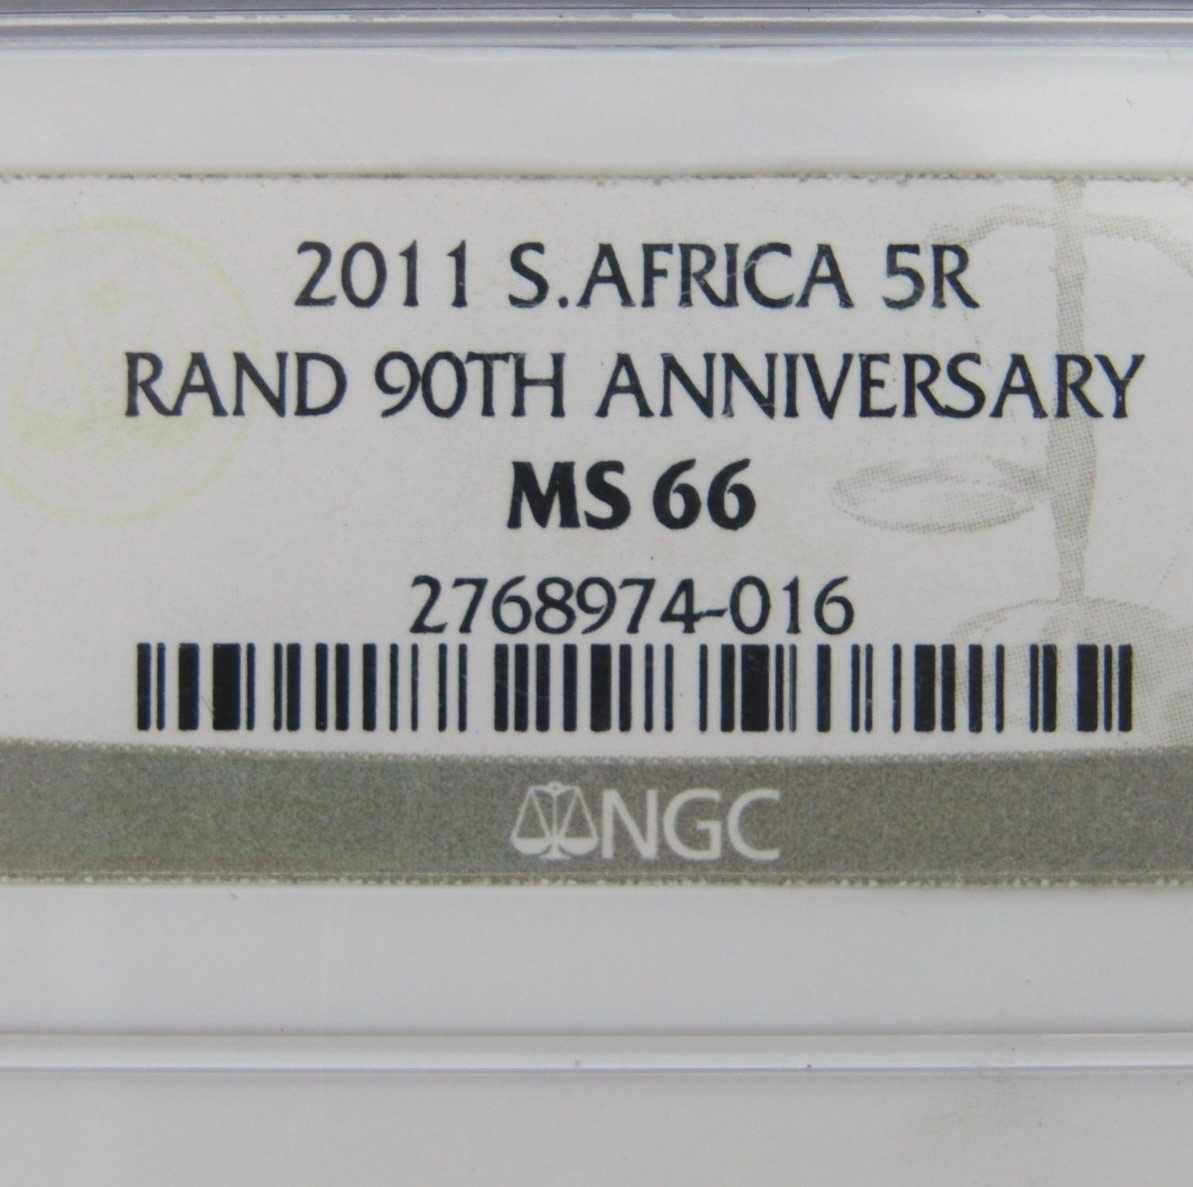 2011 S.AFRICA 5R
RAND 90TH ANNIVERSARY
MS 66
2768974-016
NGC